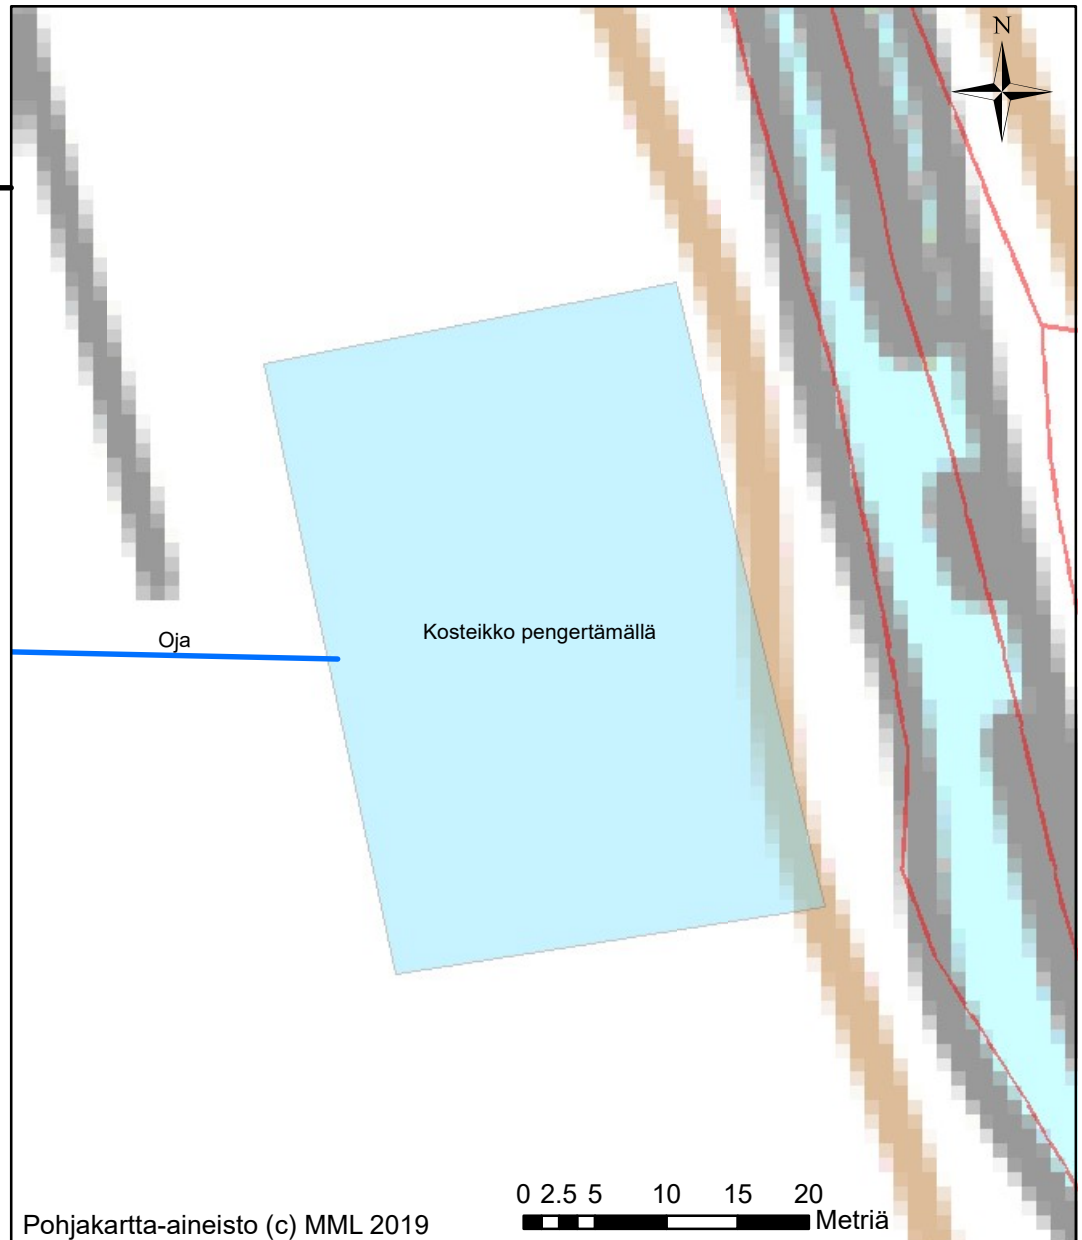 N
Oja
Kosteikko pengertämällä
0 2.5 5 10 15 20
Metriä
Pohjakartta-aineisto (c) MML 2019